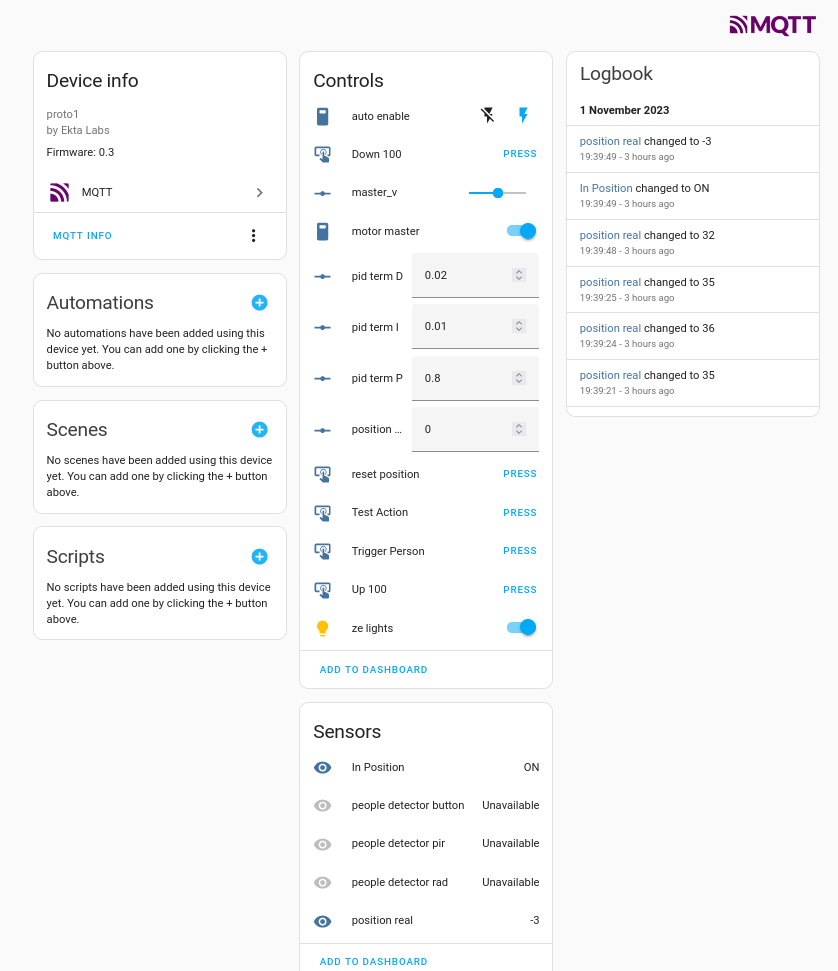 MQTT
Device info
proto1
by Ekta Labs
Firmware: 0.3
MQTT
MQTT INFO
Automations
No automations have been added using this
device yet. You can add one by clicking the +
button above.
Scenes
No scenes have been added using this device
yet. You can add one by clicking the + button
above.
Scripts
No scripts have been added using this device
yet. You can add one by clicking the + button
above.
Controls
auto enable
Down 100 PRESS
master_v
motor master
pid term D 0.02
pid term I 0.01
pid term P 0.8
position ... 0
reset position PRESS
Test Action PRESS
Trigger Person PRESS
Up 100 PRESS
ze lights
ADD TO DASHBOARD
Sensors
In Position ON
people detector button Unavailable
people detector pir Unavailable
people detector rad Unavailable
position real -3
ADD TO DASHBOARD
Logbook
1 November 2023
position real changed to -3
19:39:49 - 3 hours ago
In Position changed to ON
19:39:49 - 3 hours ago
position real changed to 32
19:39:48 - 3 hours ago
position real changed to 35
19:39:25 - 3 hours ago
position real changed to 36
19:39:24 - 3 hours ago
position real changed to 35
19:39:21 - 3 hours ago